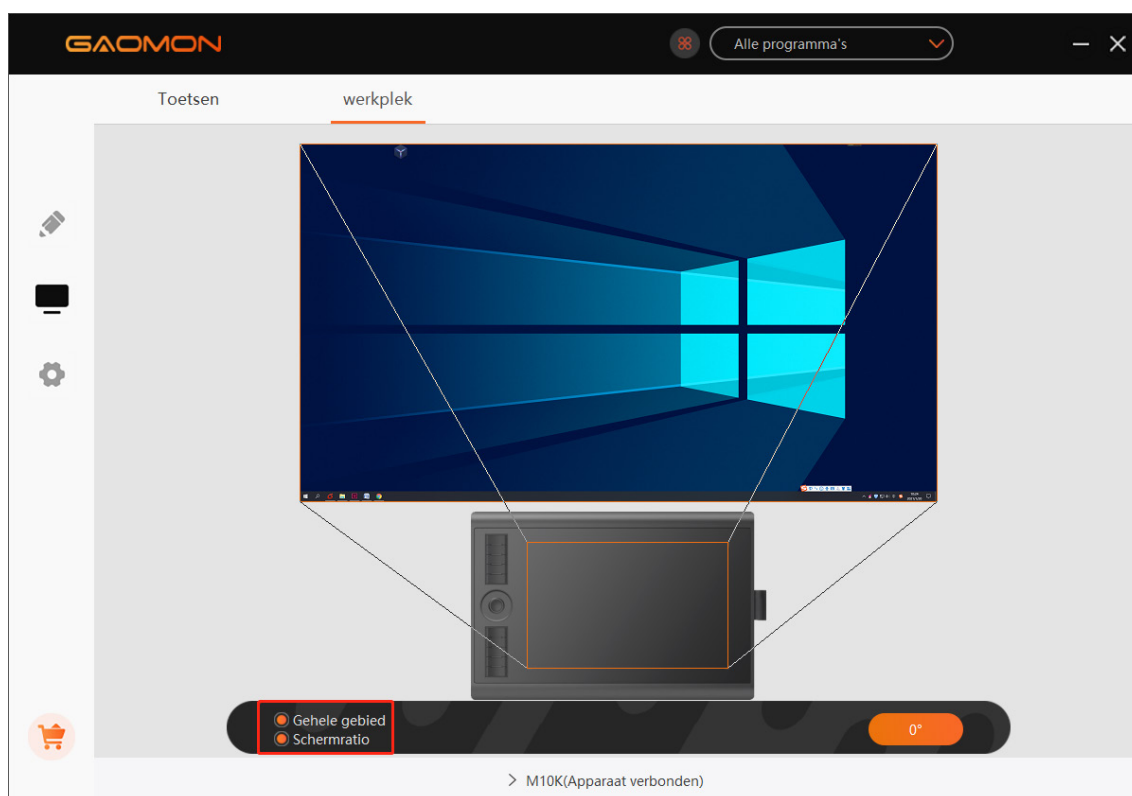 GAOMON
Alle programma's
Toetsen
werkplek
Gehele gebied
Schermratio
0°
M10K(Apparaat verbonden)